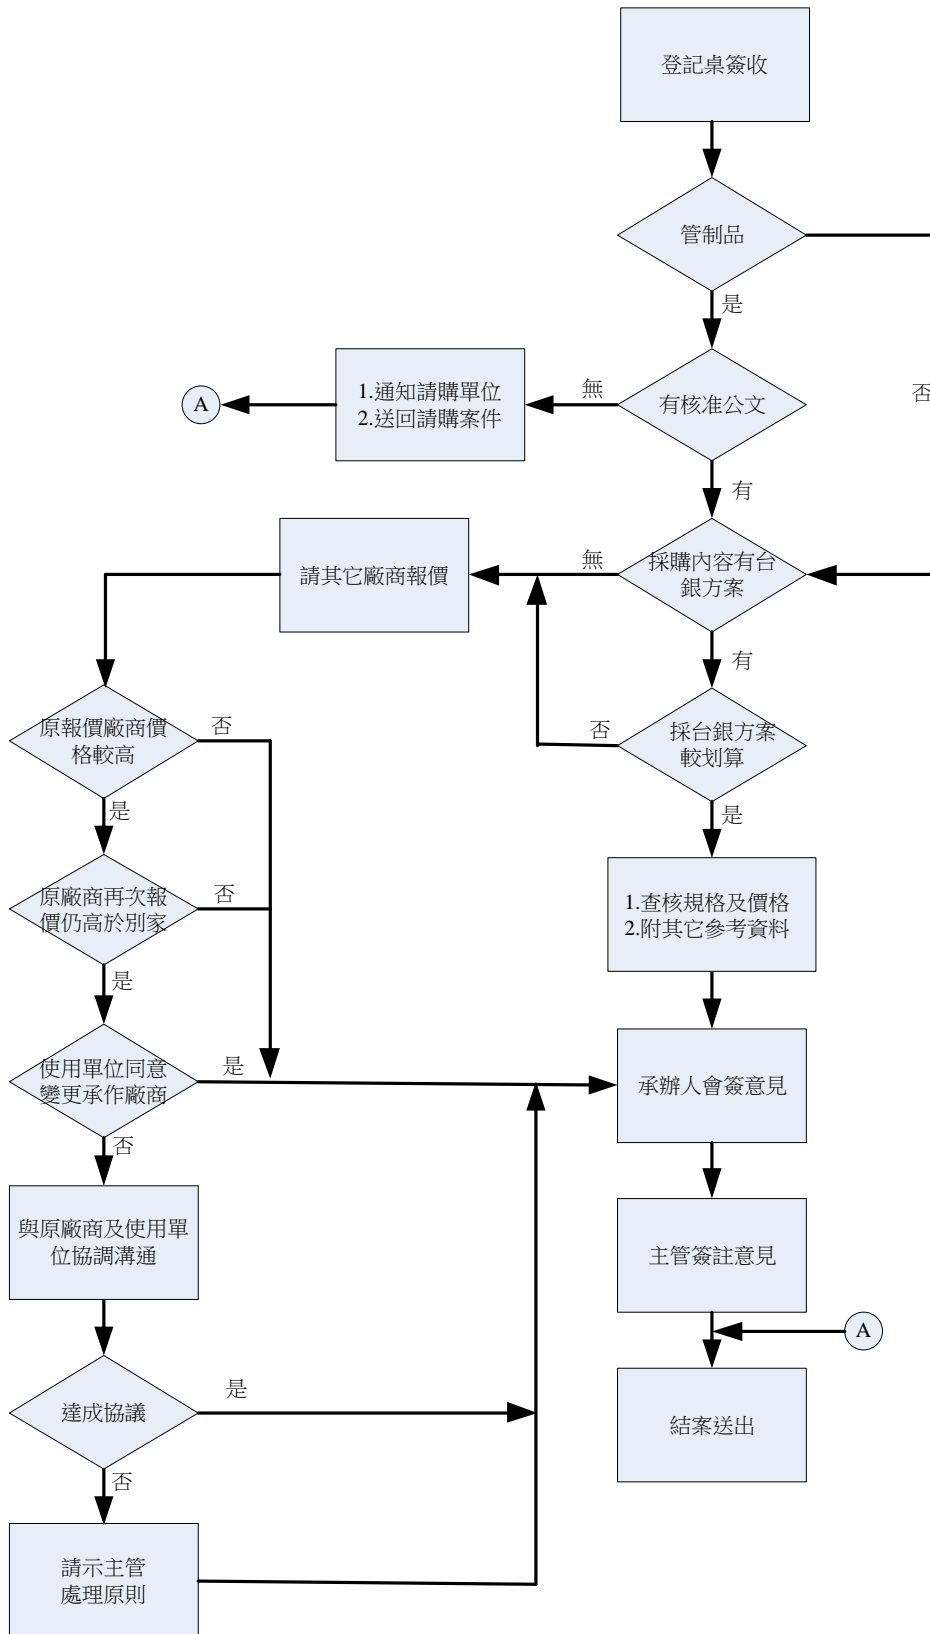 登記桌簽收
管制品
是
否
有核准公文
無
1.通知請購單位
2.送回請購案件
A
有
採購內容有台
銀方案
無
請其它廠商報價
有
採台銀方案
較划算
否
原報價廠商價
格較高
否
是
是
原廠商再次報
價仍高於別家
否
1.查核規格及價格
2.附其它參考資料
是
使用單位同意
變更承作廠商
是
承辦人會簽意見
否
與原廠商及使用單
位協調溝通
主管簽註意見
A
達成協議
是
結案送出
否
請示主管
處理原則